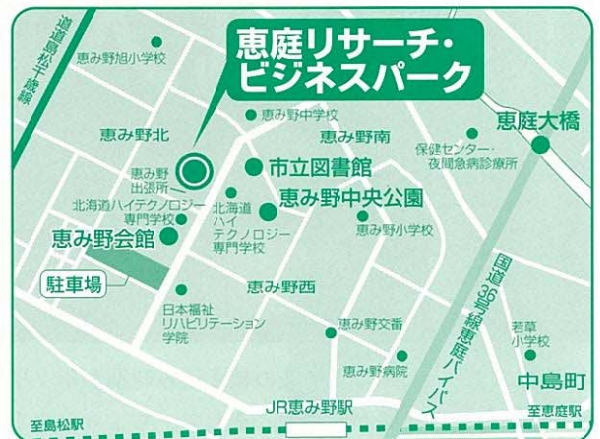 道道島松千歳線
恵み野旭小学校
恵庭リサーチ・
ビジネスパーク
恵み野中学校
恵み野北
恵み野南
恵庭大橋
保健センター・
夜間急病診療所
恵み野
出張所
市立図書館
北海道ハイテクノロジー
専門学校
北海道
ハイ
テクノロジー
専門学校
恵み野中央公園
恵み野小学校
恵み野会館
駐車場
恵み野西
国道36号線恵庭バイパス
日本福祉
リハビリテーション
学院
恵み野交番
若草
小学校
恵み野病院
中島町
JR恵み野駅
至島松駅
至恵庭駅